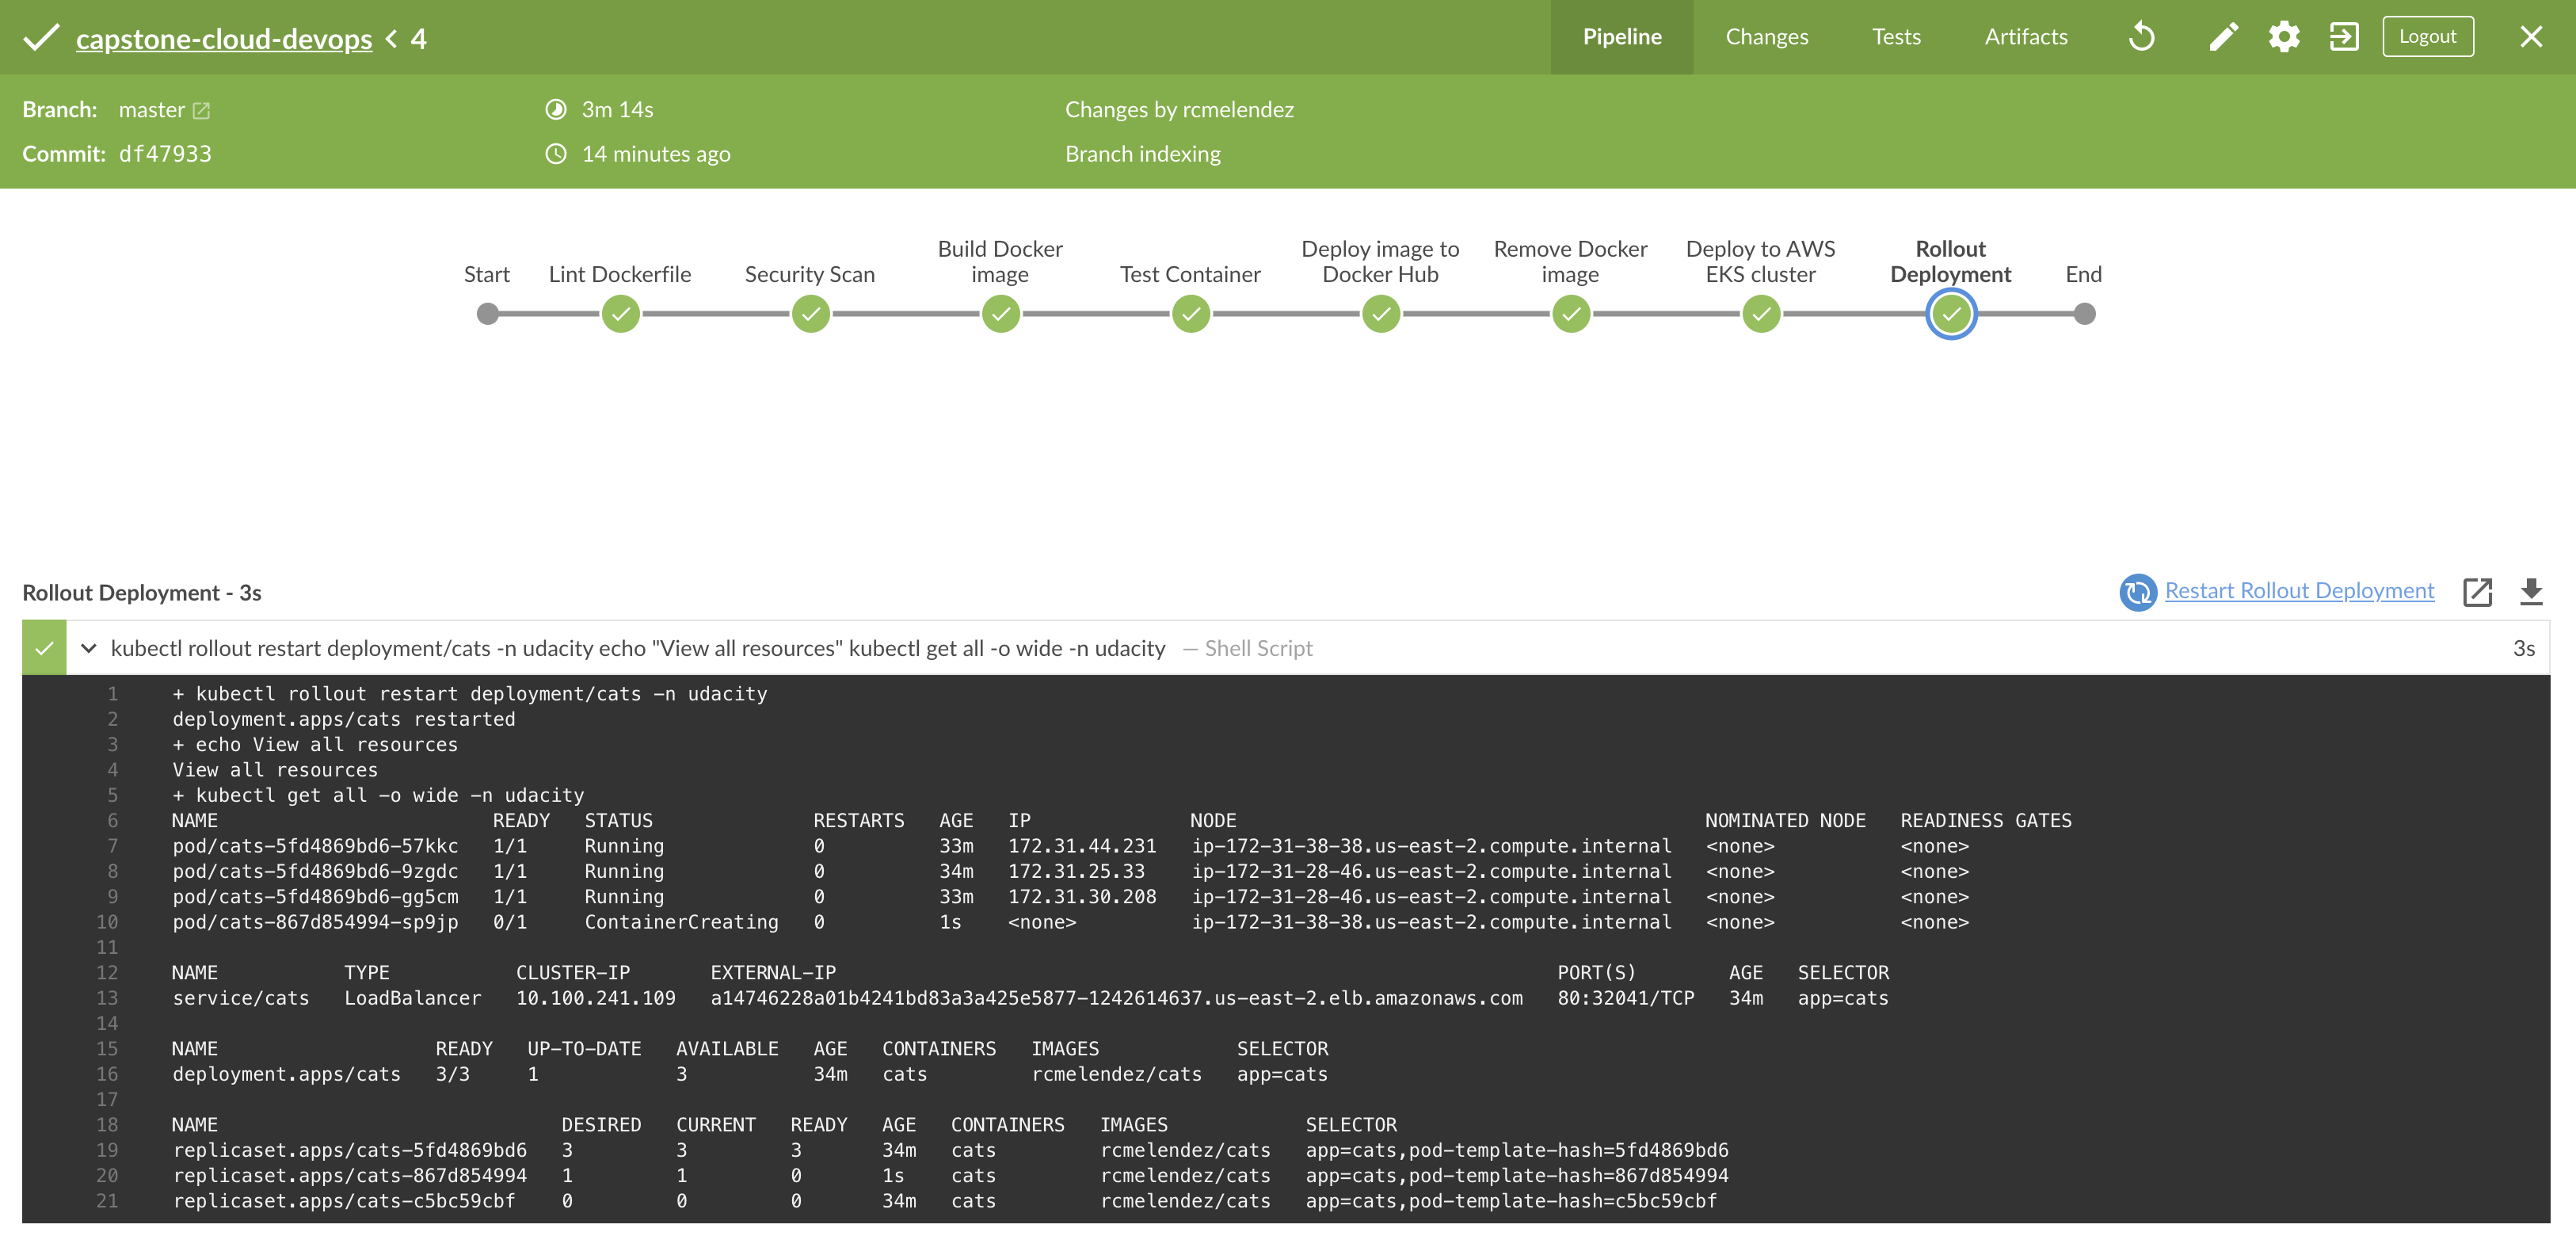 capstone-cloud-devops < 4
Pipeline Changes Tests Artifacts Logout
Branch: master 3m 14s Changes by rcmelendez
Commit: df47933 14 minutes ago Branch indexing
Start
Lint Dockerfile
Security Scan
Build Docker
image
Test Container
Deploy image to
Docker Hub
Remove Docker
image
Deploy to AWS
EKS cluster
Rollout
Deployment
End
Rollout Deployment - 3s
Restart Rollout Deployment
kubectl rollout restart deployment/cats -n udacity echo "View all resources" kubectl get all -o wide -n udacity — Shell Script 3s
1 + kubectl rollout restart deployment/cats -n udacity
2 deployment.apps/cats restarted
3 + echo View all resources
4 View all resources
5 + kubectl get all -o wide -n udacity
6 NAME READY STATUS RESTARTS AGE IP NODE NOMINATED NODE READINESS GATES
7 pod/cats-5fd4869bd6-57kkc 1/1 Running 0 33m 172.31.44.231 ip-172-31-38-38.us-east-2.compute.internal <none> <none>
8 pod/cats-5fd4869bd6-9zgdc 1/1 Running 0 34m 172.31.25.33 ip-172-31-28-46.us-east-2.compute.internal <none> <none>
9 pod/cats-5fd4869bd6-gg5cm 1/1 Running 0 33m 172.31.30.208 ip-172-31-28-46.us-east-2.compute.internal <none> <none>
10 pod/cats-867d854994-sp9jp 0/1 ContainerCreating 0 1s <none> ip-172-31-38-38.us-east-2.compute.internal <none> <none>
11
12 NAME TYPE CLUSTER-IP EXTERNAL-IP PORT(S) AGE SELECTOR
13 service/cats LoadBalancer 10.100.241.109 a14746228a01b4241bd83a3a425e5877-1242614637.us-east-2.elb.amazonaws.com 80:32041/TCP 34m app=cats
14
15 NAME READY UP-TO-DATE AVAILABLE AGE CONTAINERS IMAGES SELECTOR
16 deployment.apps/cats 3/3 1 3 34m cats rcmelendez/cats app=cats
17
18 NAME DESIRED CURRENT READY AGE CONTAINERS IMAGES SELECTOR
19 replicaset.apps/cats-5fd4869bd6 3 3 3 34m cats rcmelendez/cats app=cats,pod-template-hash=5fd4869bd6
20 replicaset.apps/cats-867d854994 1 1 0 1s cats rcmelendez/cats app=cats,pod-template-hash=867d854994
21 replicaset.apps/cats-c5bc59cbf 0 0 0 34m cats rcmelendez/cats app=cats,pod-template-hash=c5bc59cbf